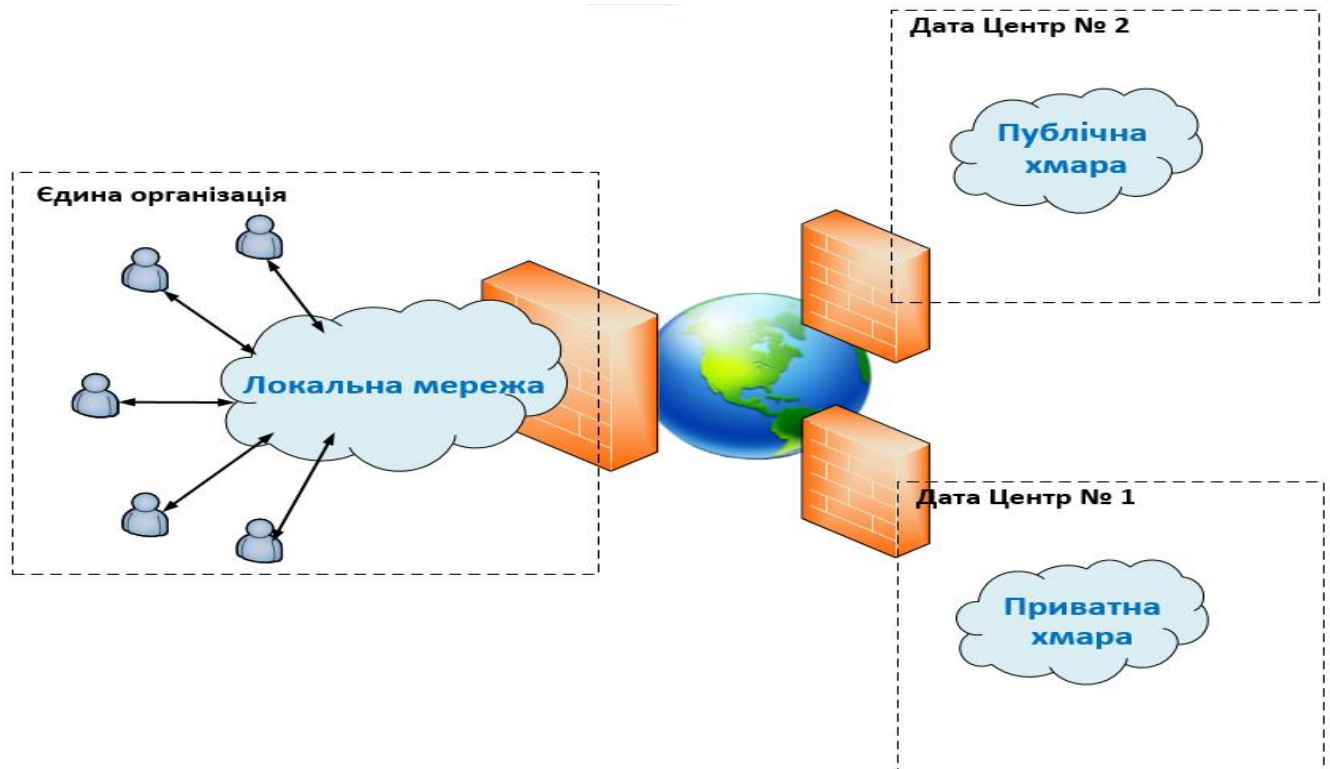 Дата Центр № 2
Публічна
хмара
Єдина організація
Локальна мережа
Дата Центр № 1
Приватна
хмара